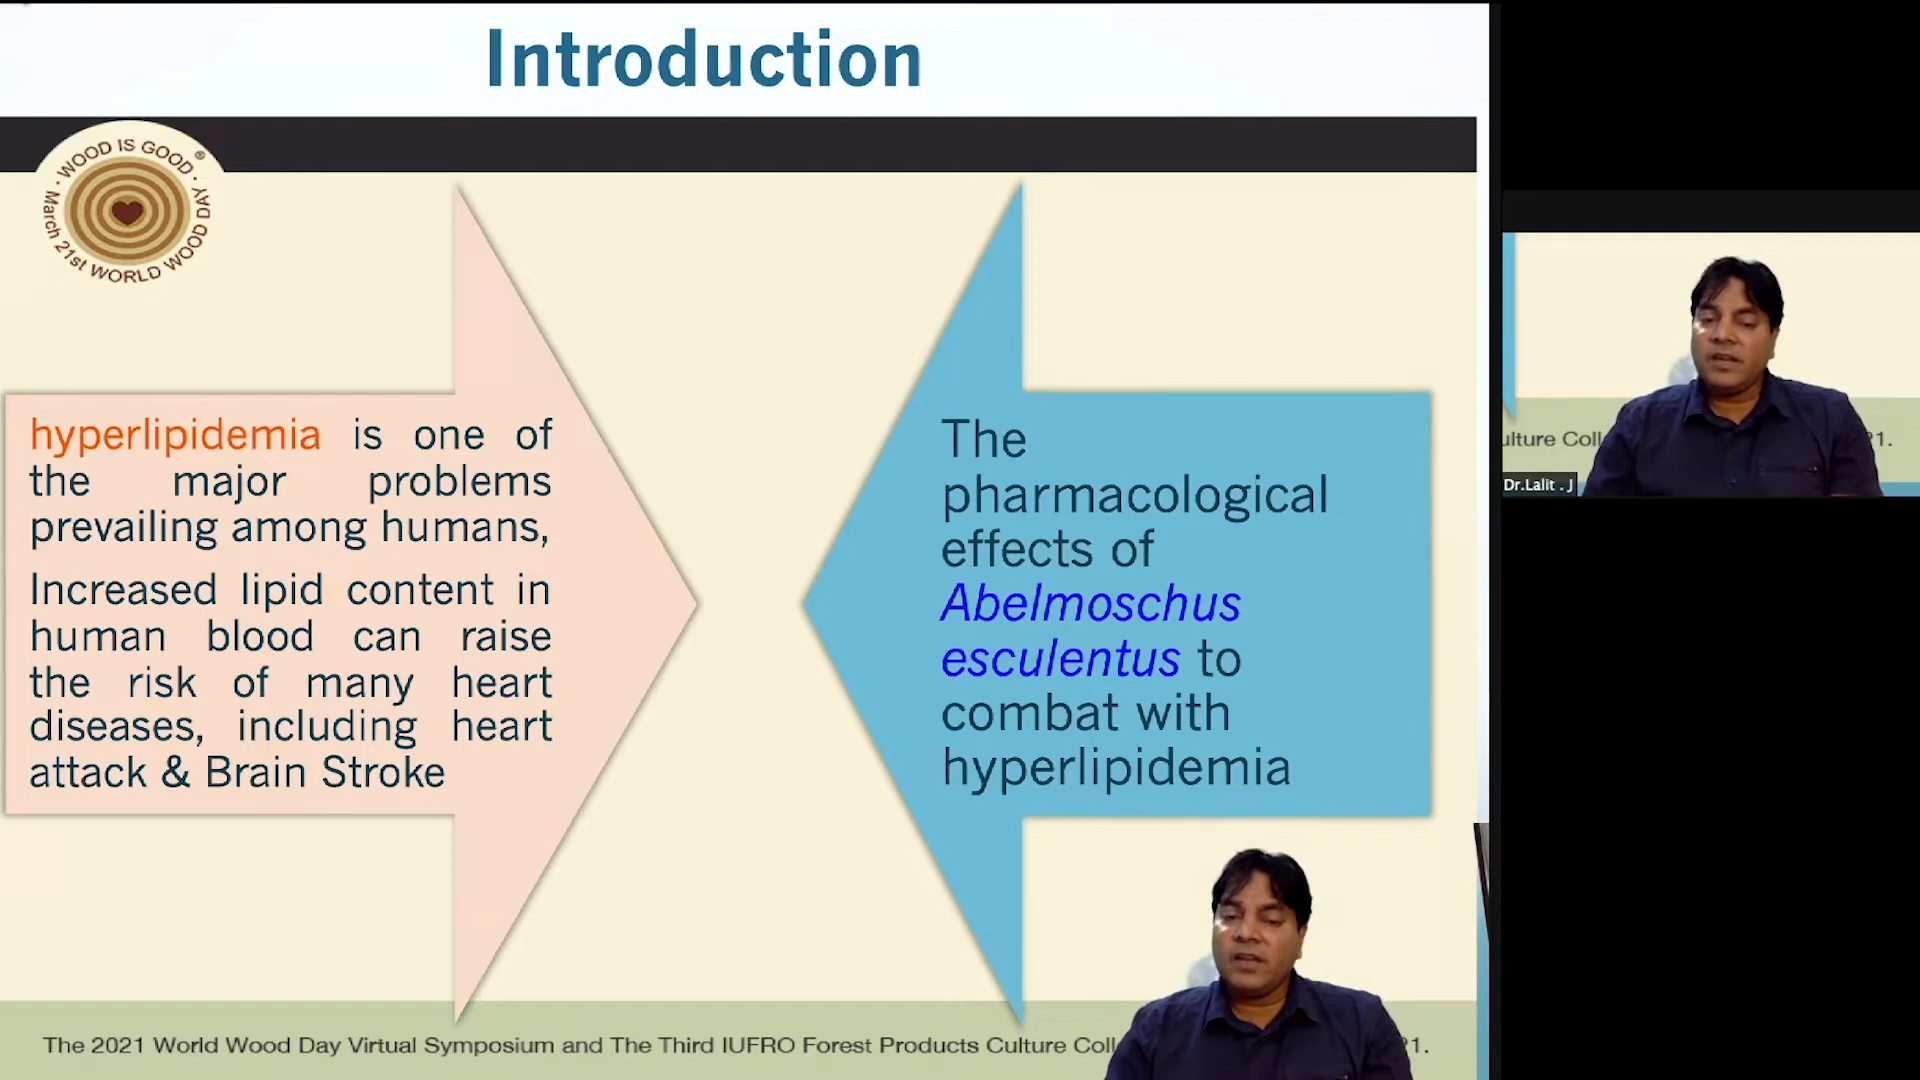 Introduction
WOOD IS GOOD ®
March 21st WORLD WOOD DAY
hyperlipidemia is one of
the major problems
prevailing among humans,
Increased lipid content in
human blood can raise
the risk of many heart
diseases, including heart
attack & Brain Stroke
The
pharmacological
effects of
Abelmoschus
esculentus to
combat with
hyperlipidemia
ulture Coll
1.
Dr.Lalit . J
The 2021 World Wood Day Virtual Symposium and The Third IUFRO Forest Products Culture Coll
1.